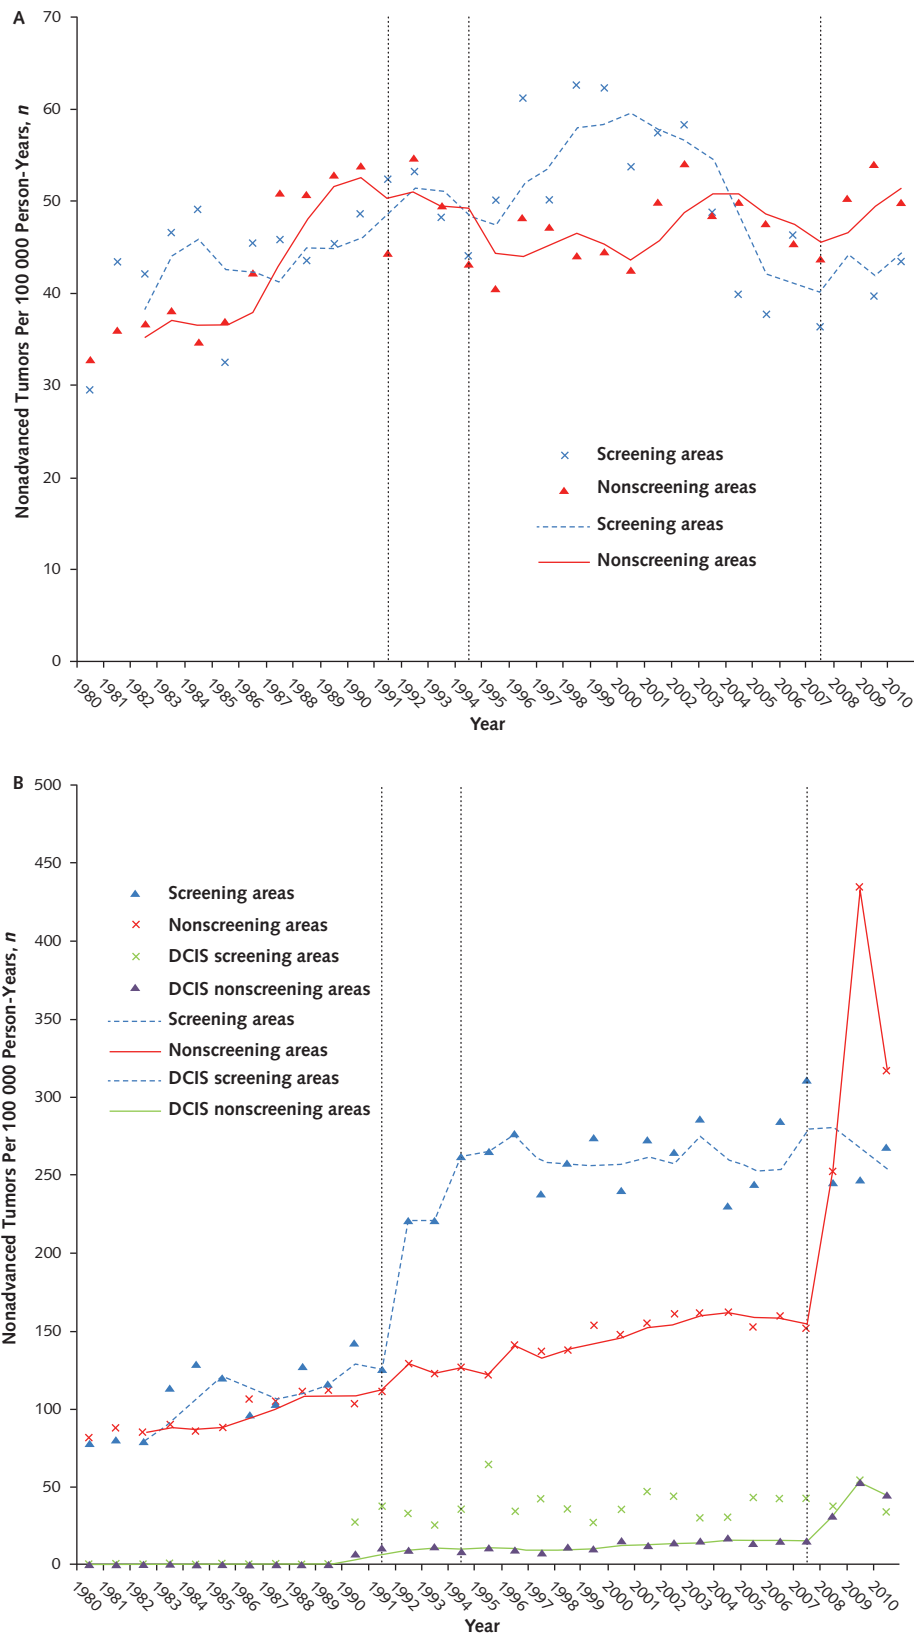 A
70
60
50
40
30
20
10
0
Nonadvanced Tumors Per 100 000 Person-Years, n
Screening areas
Nonscreening areas
Screening areas
Nonscreening areas
1980 1981 1982 1983 1984 1985 1986 1987 1988 1989 1990 1991 1992 1993 1994 1995 1996 1997 1998 1999 2000 2001 2002 2003 2004 2005 2006 2007 2008 2009 2010
Year
B
500
450
400
350
300
250
200
150
100
50
0
Nonadvanced Tumors Per 100 000 Person-Years, n
Screening areas
Nonscreening areas
DCIS screening areas
DCIS nonscreening areas
Screening areas
Nonscreening areas
DCIS screening areas
DCIS nonscreening areas
1980 1981 1982 1983 1984 1985 1986 1987 1988 1989 1990 1991 1992 1993 1994 1995 1996 1997 1998 1999 2000 2001 2002 2003 2004 2005 2006 2007 2008 2009 2010
Year